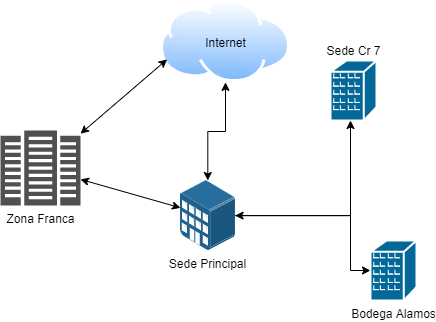 Internet
Sede Cr 7
Zona Franca
Sede Principal
Bodega Alamos